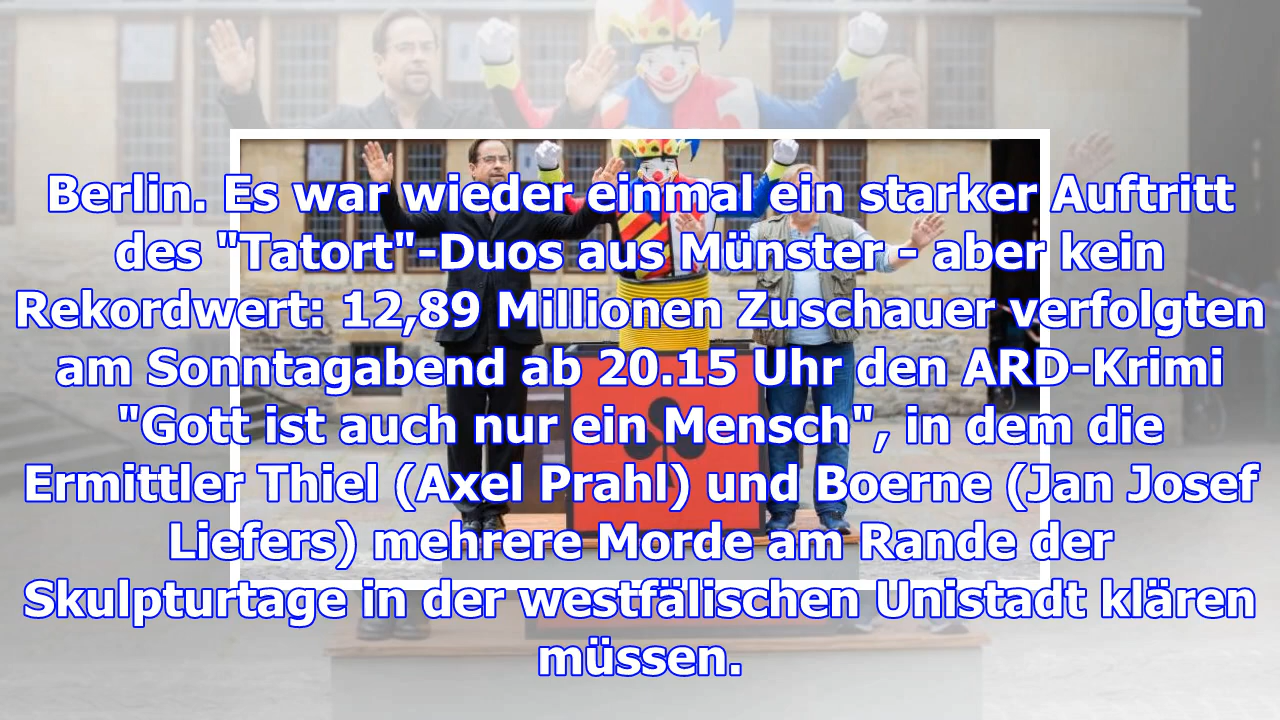 Berlin. Es war wieder einmal ein starker Auftritt
des "Tatort"-Duos aus Münster - aber kein
Rekordwert: 12,89 Millionen Zuschauer verfolgten
am Sonntagabend ab 20.15 Uhr den ARD-Krimi
"Gott ist auch nur ein Mensch", in dem die
Ermittler Thiel (Axel Prahl) und Boerne (Jan Josef
Liefers) mehrere Morde am Rande der
Skulpturtage in der westfälischen Unistadt klären
müssen.